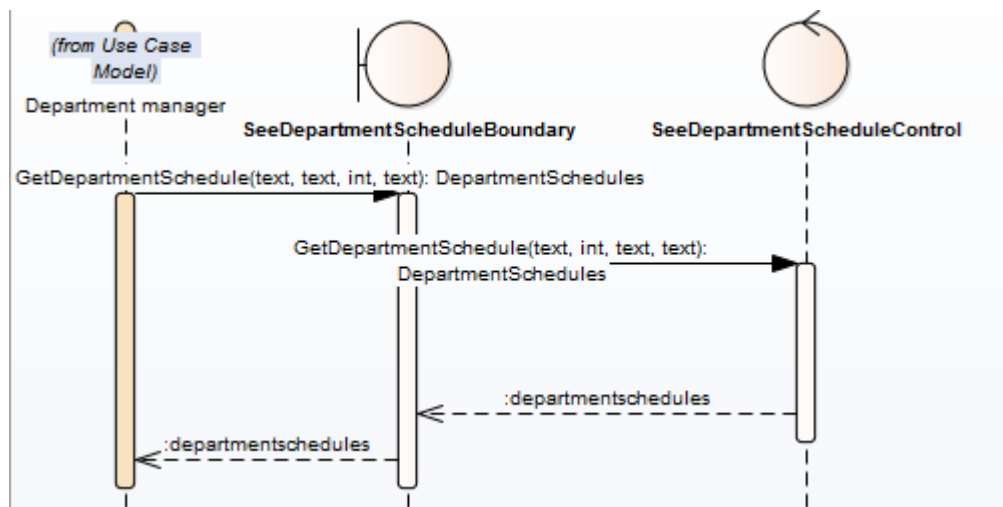 (from Use Case
Model)
Department manager
SeeDepartmentScheduleBoundary
SeeDepartmentScheduleControl
GetDepartmentSchedule(text, text, int, text): DepartmentSchedules
GetDepartmentSchedule(text, int, text, text):
DepartmentSchedules
:departmentschedules
:departmentschedules